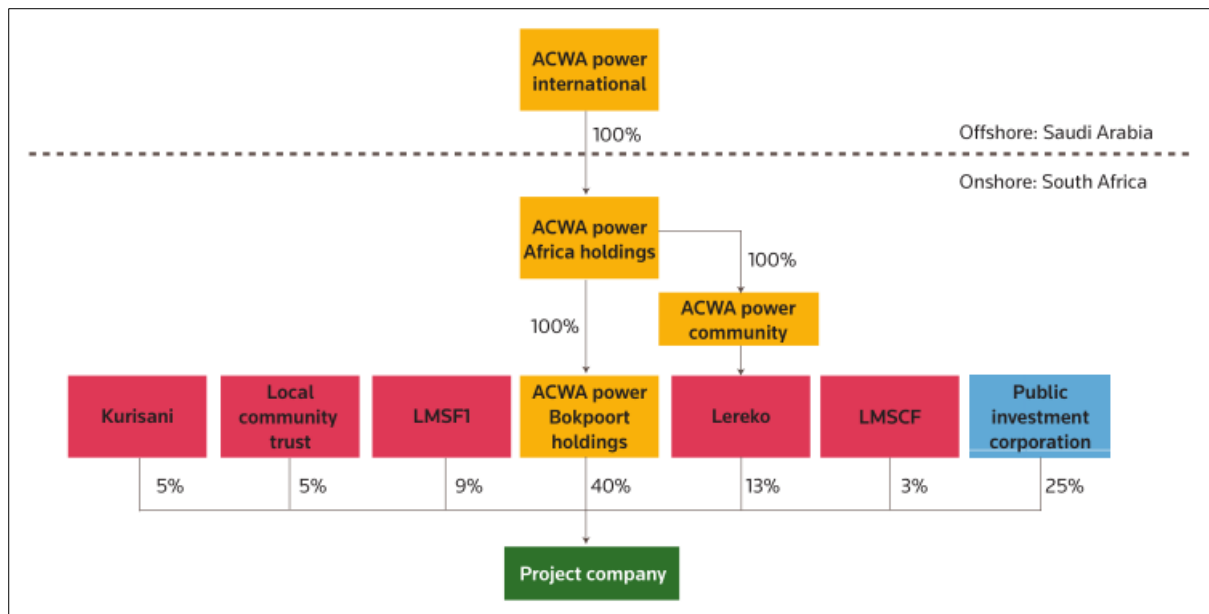 ACWA power
international
100%
Offshore: Saudi Arabia
Onshore: South Africa
ACWA power
Africa holdings
100%
ACWA power
community
100%
Kurisani
Local
community
trust
LMSF1
ACWA power
Bokpoort
holdings
Lereko
LMSCF
Public
investment
corporation
5%
5%
9%
40%
13%
3%
25%
Project company